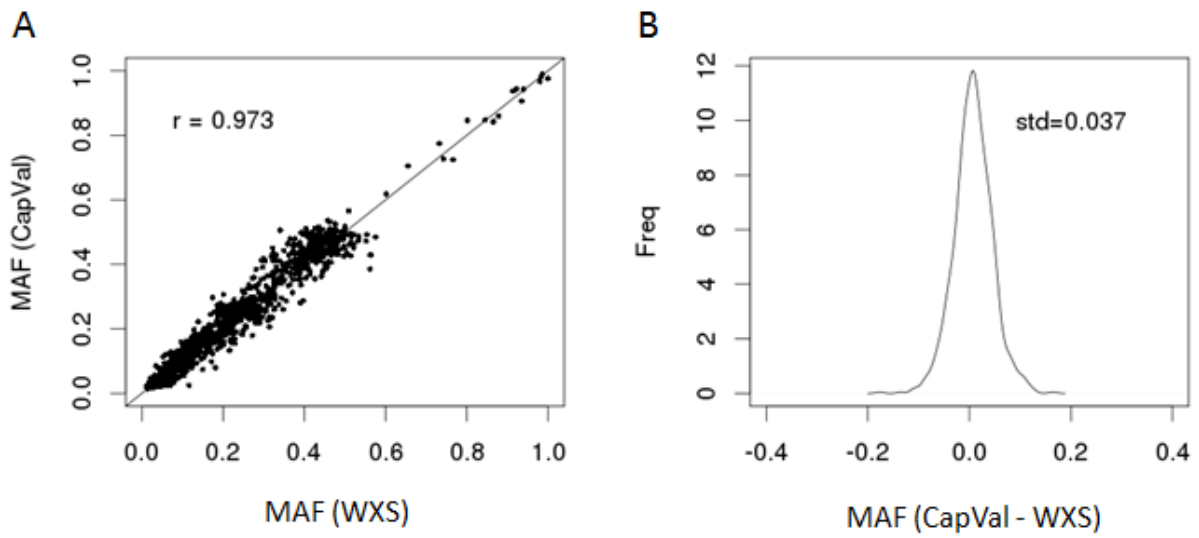 A
B
r = 0.973
std=0.037
MAF (CapVal)
1.0
0.8
0.6
0.4
0.2
0.0
0.0 0.2 0.4 0.6 0.8 1.0
MAF (WXS)
Freq
12
10
8
6
4
2
0
-0.4 -0.2 0.0 0.2 0.4
MAF (CapVal - WXS)